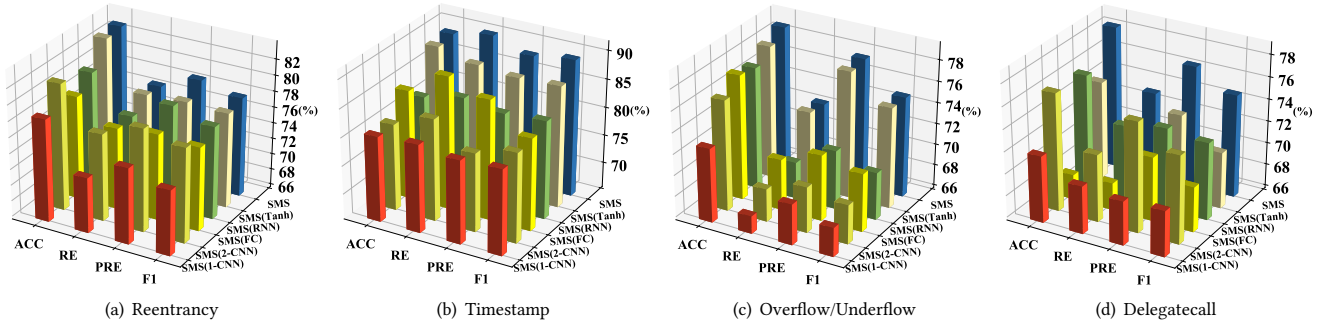 82
80
78
76(%)
74
72
70
68
66
SMS
SMS(Tanh)
SMS(RNN)
SMS(FC)
SMS(2-CNN)
SMS(1-CNN)
ACC
RE
PRE
F1
(a) Reentrancy
90
85
80(%)
75
70
SMS
SMS(Tanh)
SMS(RNN)
SMS(FC)
SMS(2-CNN)
SMS(1-CNN)
ACC
RE
PRE
F1
(b) Timestamp
78
76
74(%)
72
70
68
66
SMS
SMS(Tanh)
SMS(RNN)
SMS(FC)
SMS(2-CNN)
SMS(1-CNN)
ACC
RE
PRE
F1
(c) Overflow/Underflow
78
76
74(%)
72
70
68
66
SMS
SMS(Tanh)
SMS(RNN)
SMS(FC)
SMS(2-CNN)
SMS(1-CNN)
ACC
RE
PRE
F1
(d) Delegatecall